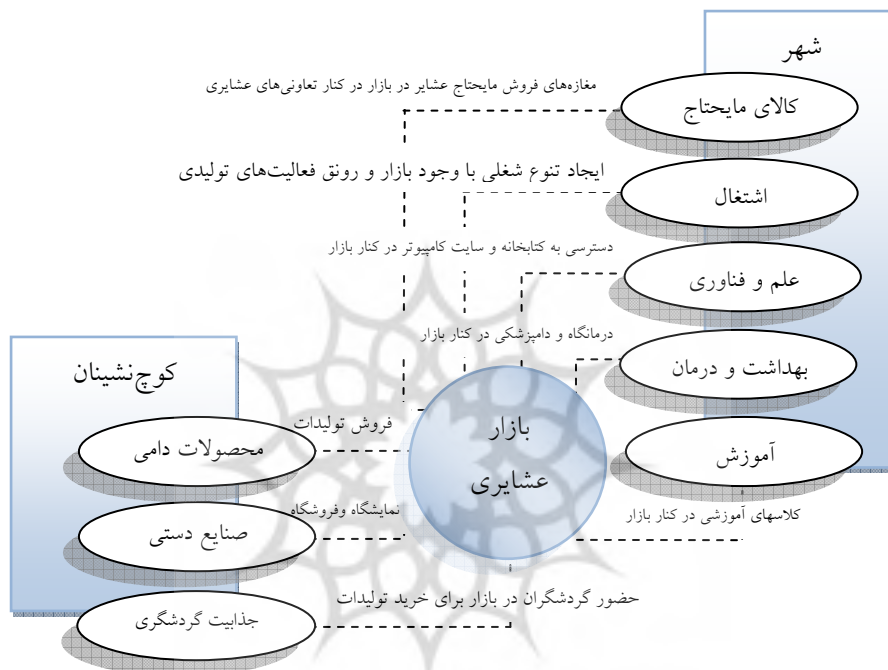 شهر
مغازه‌های فروش مایحتاج عشایر در بازار در کنار تعاونی‌های عشایری
کالای مایحتاج
ایجاد تنوع شغلی با وجود بازار و رونق فعالیت‌های تولیدی
اشتغال
دسترسی به کتابخانه و سایت کامپیوتر در کنار بازار
علم و فناوری
درمانگاه و دامپزشکی در کنار بازار
بهداشت و درمان
آموزش
کلاسهای آموزشی در کنار بازار
بازار
عشایری
کوچ‌نشینان
فروش تولیدات
محصولات دامی
نمایشگاه وفروشگاه
صنایع دستی
حضور گردشگران در بازار برای خرید تولیدات
جذابیت گردشگری